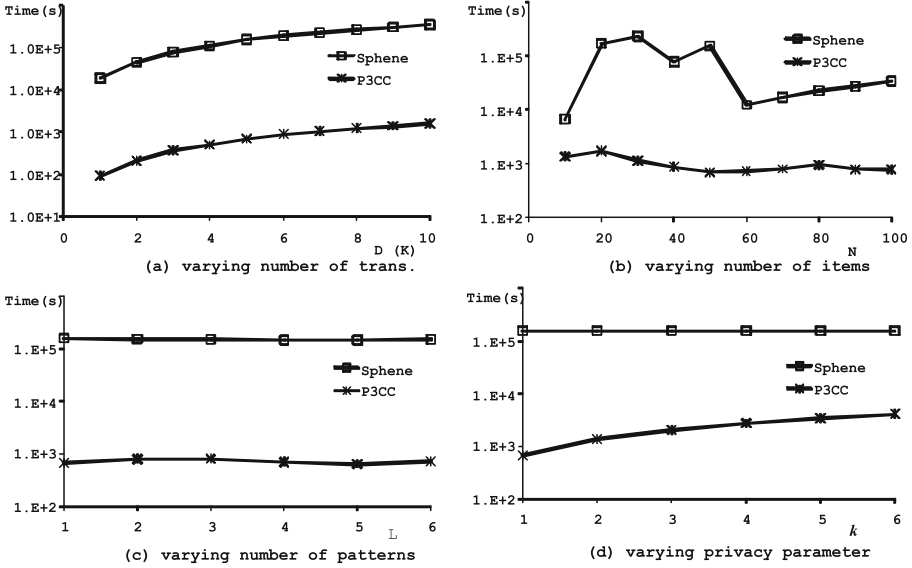 Time(s)
1.0E+5
1.0E+4
1.0E+3
1.0E+2
1.0E+1
0 2 4 6 8 10
D (K)
Sphene
P3CC
(a) varying number of trans.
Time(s)
1.E+5
1.E+4
1.E+3
1.E+2
0 20 40 60 80 100
N
Sphene
P3CC
(b) varying number of items
Time(s)
1.E+5
1.E+4
1.E+3
1.E+2
1 2 3 4 5 6
L
Sphene
P3CC
(c) varying number of patterns
Time(s)
1.E+5
1.E+4
1.E+3
1.E+2
1 2 3 4 5 6
k
Sphene
P3CC
(d) varying privacy parameter